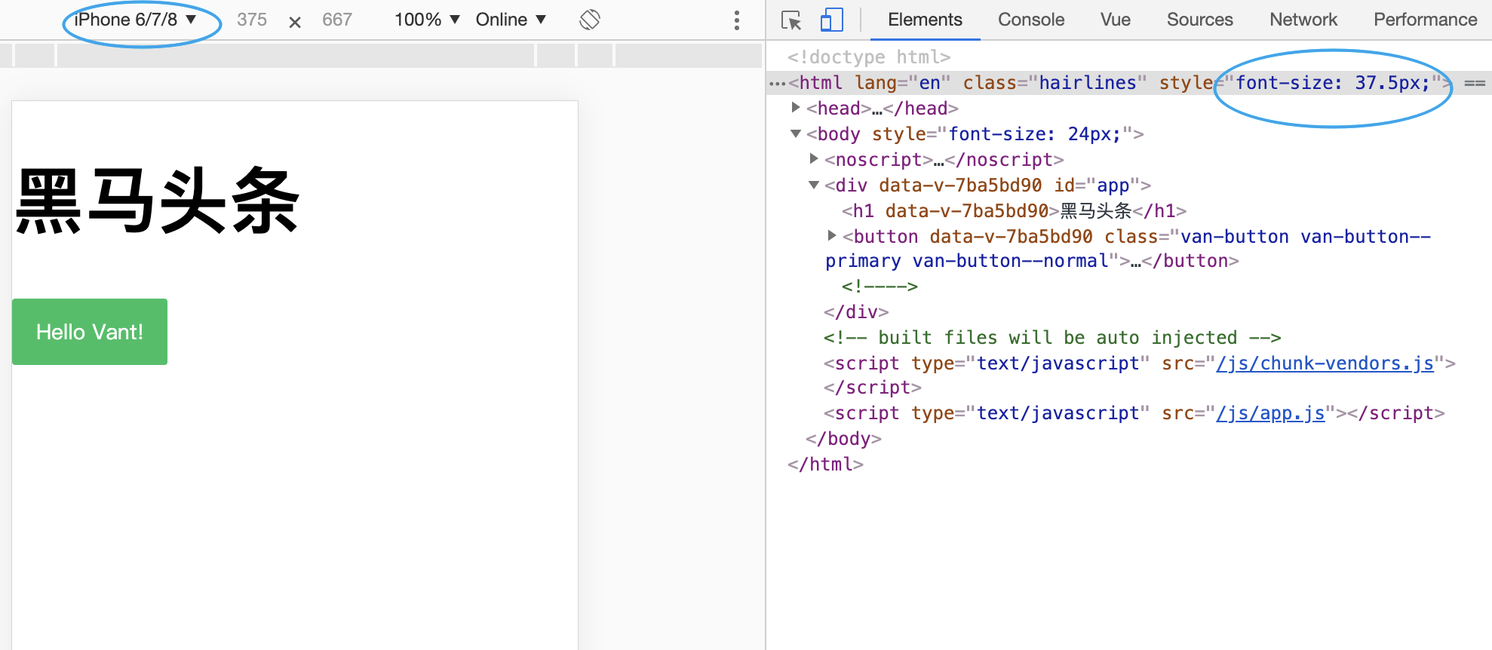 iPhone 6/7/8 ▼ 375 × 667 100% ▼ Online ▼
黑马头条
Hello Vant!
Elements Console Vue Sources Network Performance
<!doctype html>
…<html lang="en" class="hairlines" style="font-size: 37.5px;"> ==
▶<head>…</head>
▼<body style="font-size: 24px;">
▶<noscript>…</noscript>
▼<div data-v-7ba5bd90 id="app">
<h1 data-v-7ba5bd90>黑马头条</h1>
▶<button data-v-7ba5bd90 class="van-button van-button--
primary van-button--normal">…</button>
<!---->
</div>
<!-- built files will be auto injected -->
<script type="text/javascript" src="/js/chunk-vendors.js">
</script>
<script type="text/javascript" src="/js/app.js"></script>
</body>
</html>